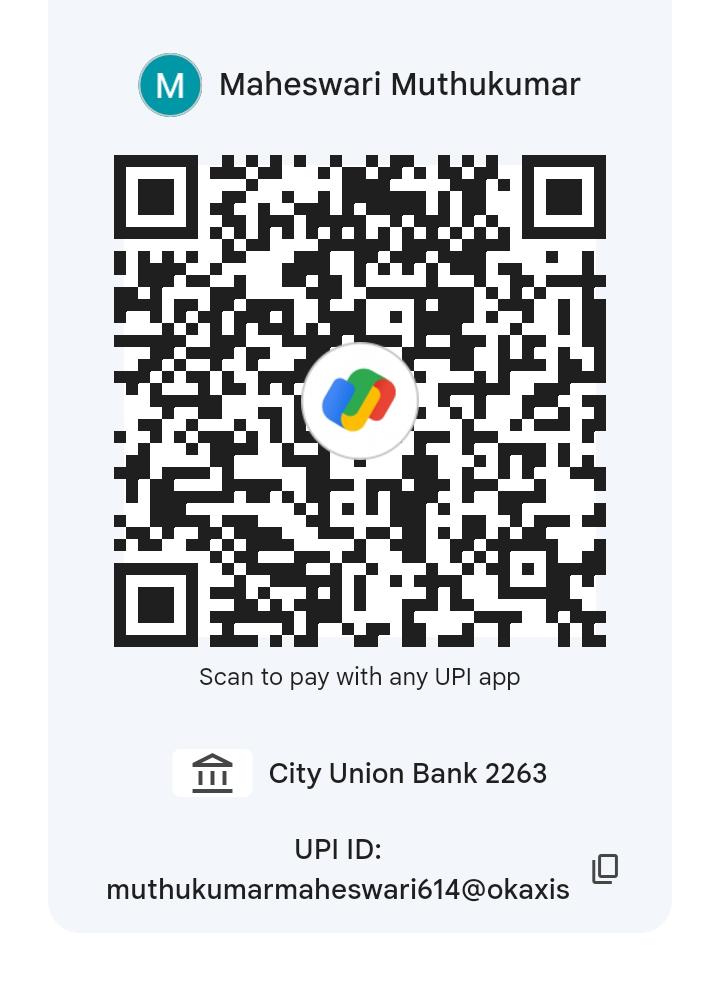 M
Maheswari Muthukumar
Scan to pay with any UPI app
City Union Bank 2263
UPI ID:
muthukumarmaheswari614@okaxis